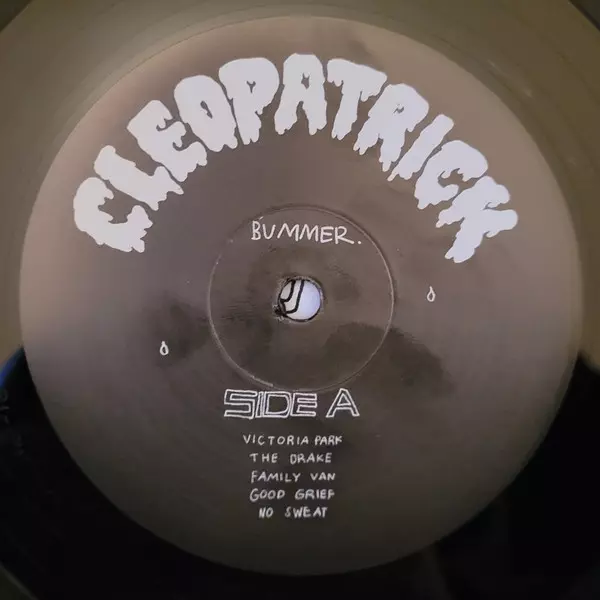 CLEOPATRICK
BUMMER.
SIDE A
VICTORIA PARK
THE DRAKE
FAMILY VAN
GOOD GRIEF
NO SWEAT